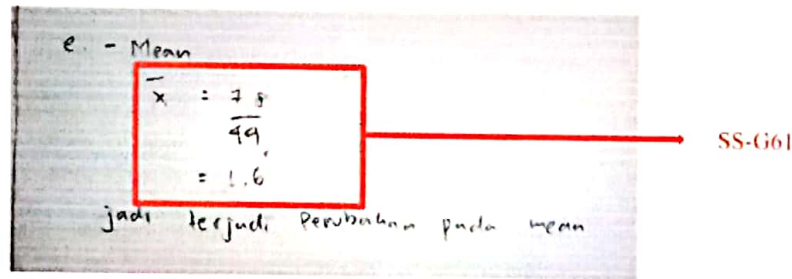 e. - Mean
x̄ = 78
49
= 1,6
SS-G61
jadi terjadi perubahan pada mean